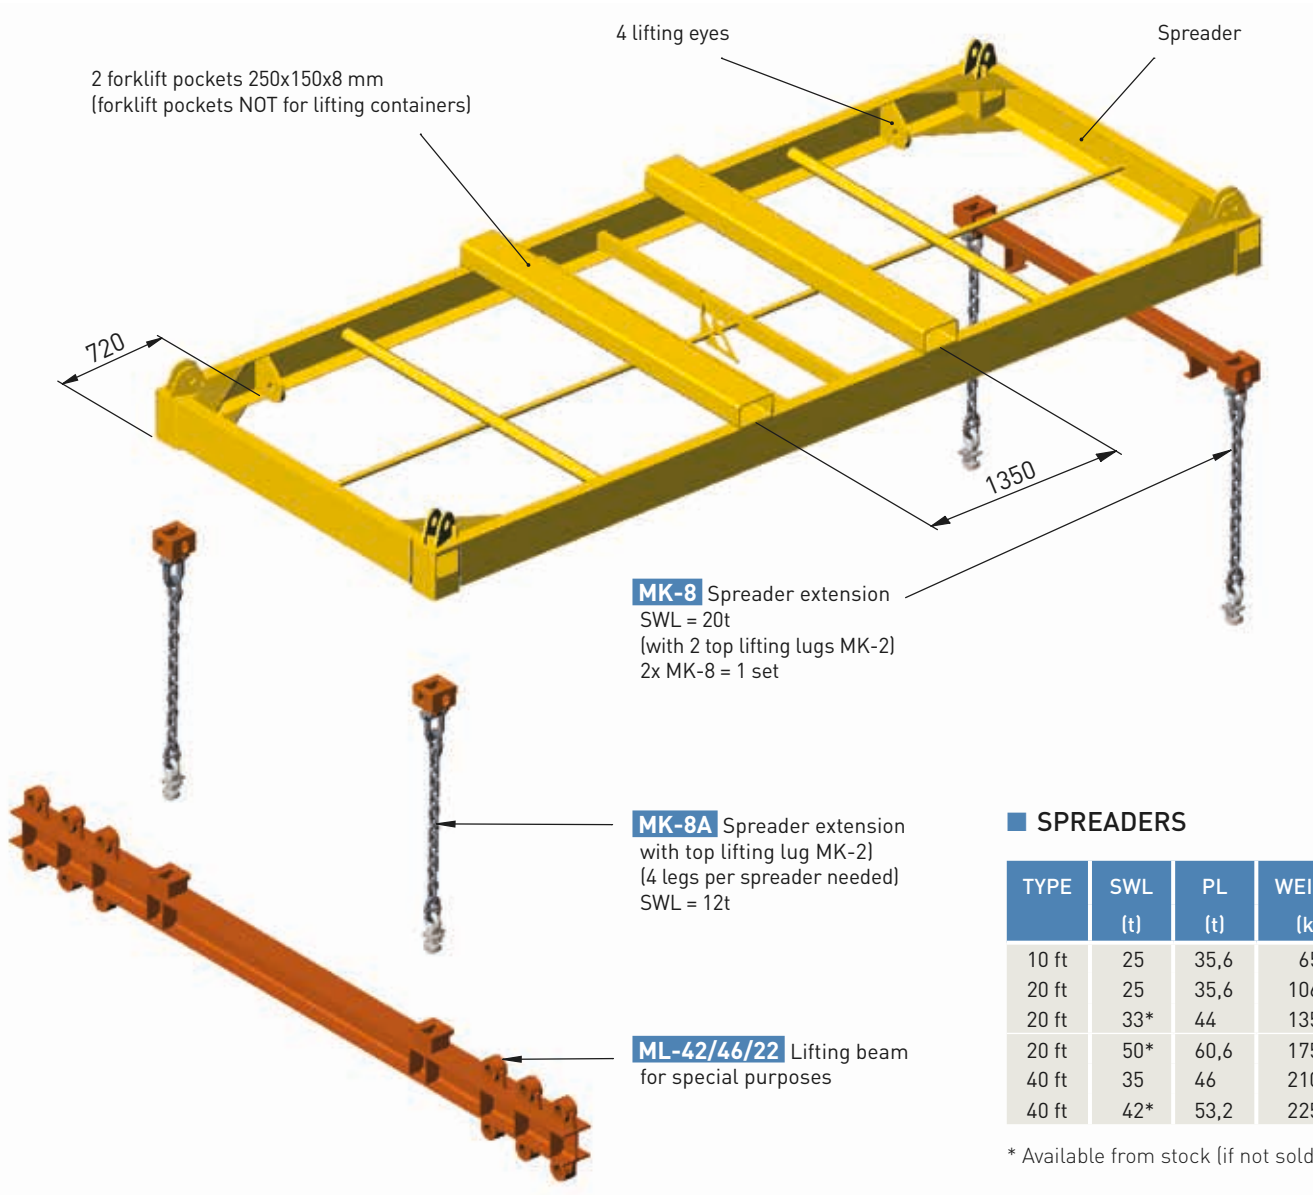 4 lifting eyes
Spreader
2 forklift pockets 250x150x8 mm
(forklift pockets NOT for lifting containers)
720
1350
MK-8 Spreader extension
SWL = 20t
(with 2 top lifting lugs MK-2)
2x MK-8 = 1 set
MK-8A Spreader extension
with top lifting lug MK-2)
(4 legs per spreader needed)
SWL = 12t
ML-42/46/22 Lifting beam
for special purposes
SPREADERS
TYPE SWL PL
(t) (t)
10 ft 25 35,6
20 ft 25 35,6
20 ft 33* 44
20 ft 50* 60,6
40 ft 35 46
40 ft 42* 53,2
* Available from stock (if not sold